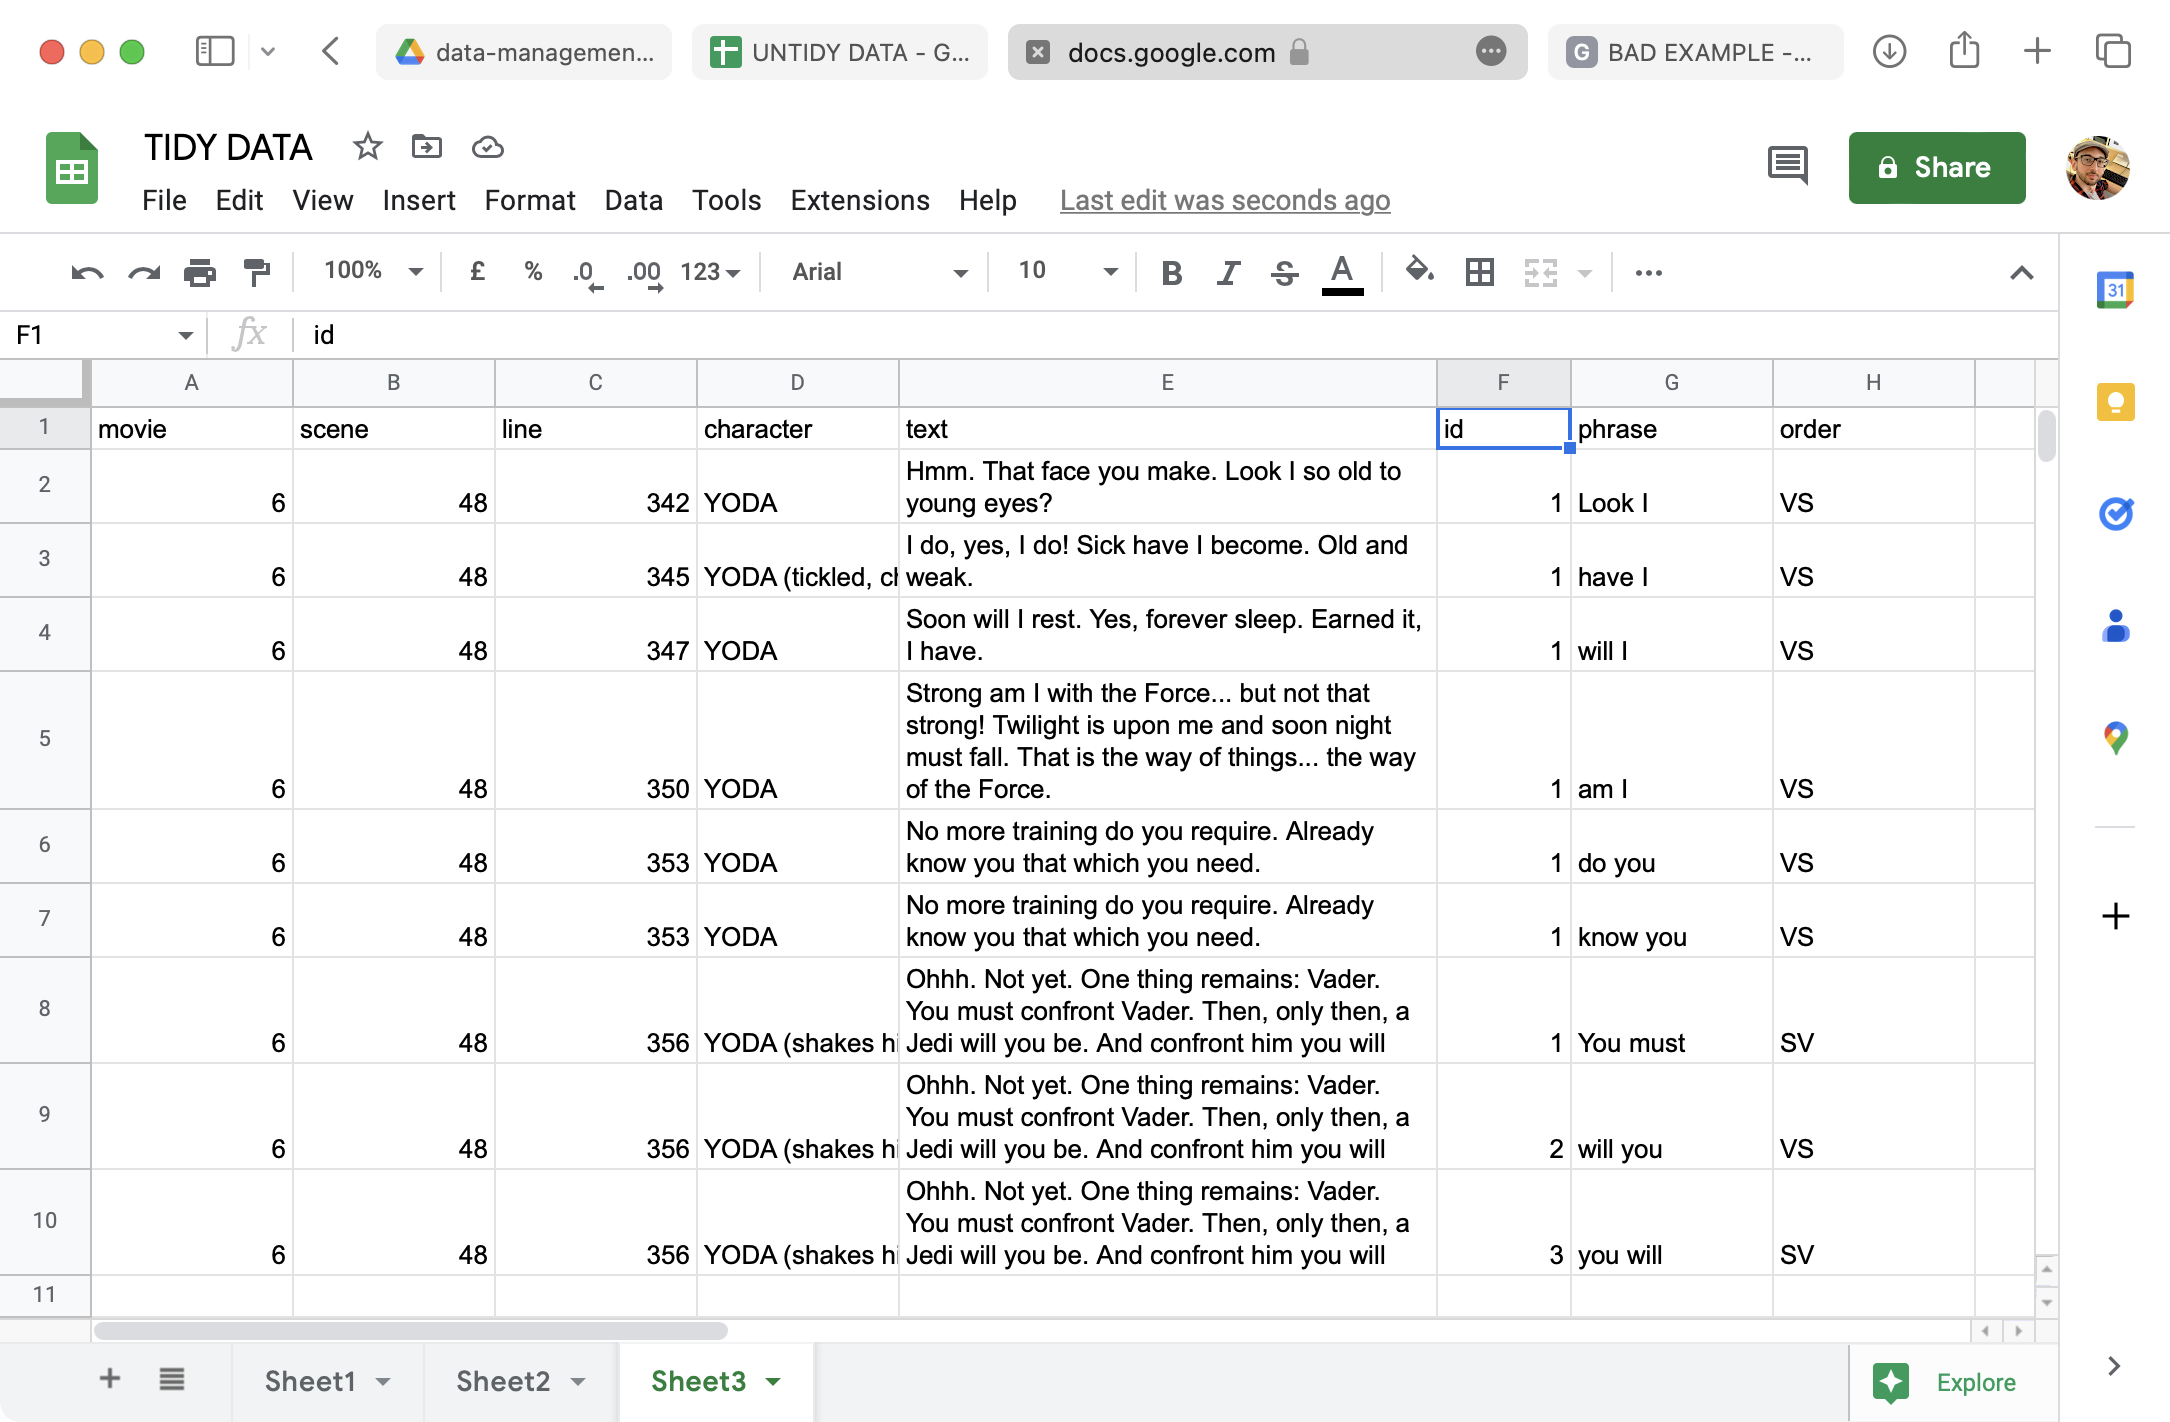 data-managemen...
UNTIDY DATA - G...
docs.google.com
G BAD EXAMPLE -...
TIDY DATA
File Edit View Insert Format Data Tools Extensions Help Last edit was seconds ago
Share
100% £ % .0 .00 123 Arial 10 B I S A
31
F1 fx id
A B C D E F G H
1 movie scene line character text id phrase order
Hmm. That face you make. Look I so old to
2 6 48 342 YODA young eyes? 1 Look I VS
I do, yes, I do! Sick have I become. Old and
3 6 48 345 YODA (tickled, ch weak. 1 have I VS
Soon will I rest. Yes, forever sleep. Earned it,
4 6 48 347 YODA I have. 1 will I VS
Strong am I with the Force... but not that
strong! Twilight is upon me and soon night
must fall. That is the way of things... the way
5 6 48 350 YODA of the Force. 1 am I VS
No more training do you require. Already
6 6 48 353 YODA know you that which you need. 1 do you VS
No more training do you require. Already
7 6 48 353 YODA know you that which you need. 1 know you VS
Ohhh. Not yet. One thing remains: Vader.
You must confront Vader. Then, only then, a
8 6 48 356 YODA (shakes hi Jedi will you be. And confront him you will 1 You must SV
Ohhh. Not yet. One thing remains: Vader.
You must confront Vader. Then, only then, a
9 6 48 356 YODA (shakes hi Jedi will you be. And confront him you will 2 will you VS
Ohhh. Not yet. One thing remains: Vader.
You must confront Vader. Then, only then, a
10 6 48 356 YODA (shakes hi Jedi will you be. And confront him you will 3 you will SV
11
Sheet1 Sheet2 Sheet3 Explore